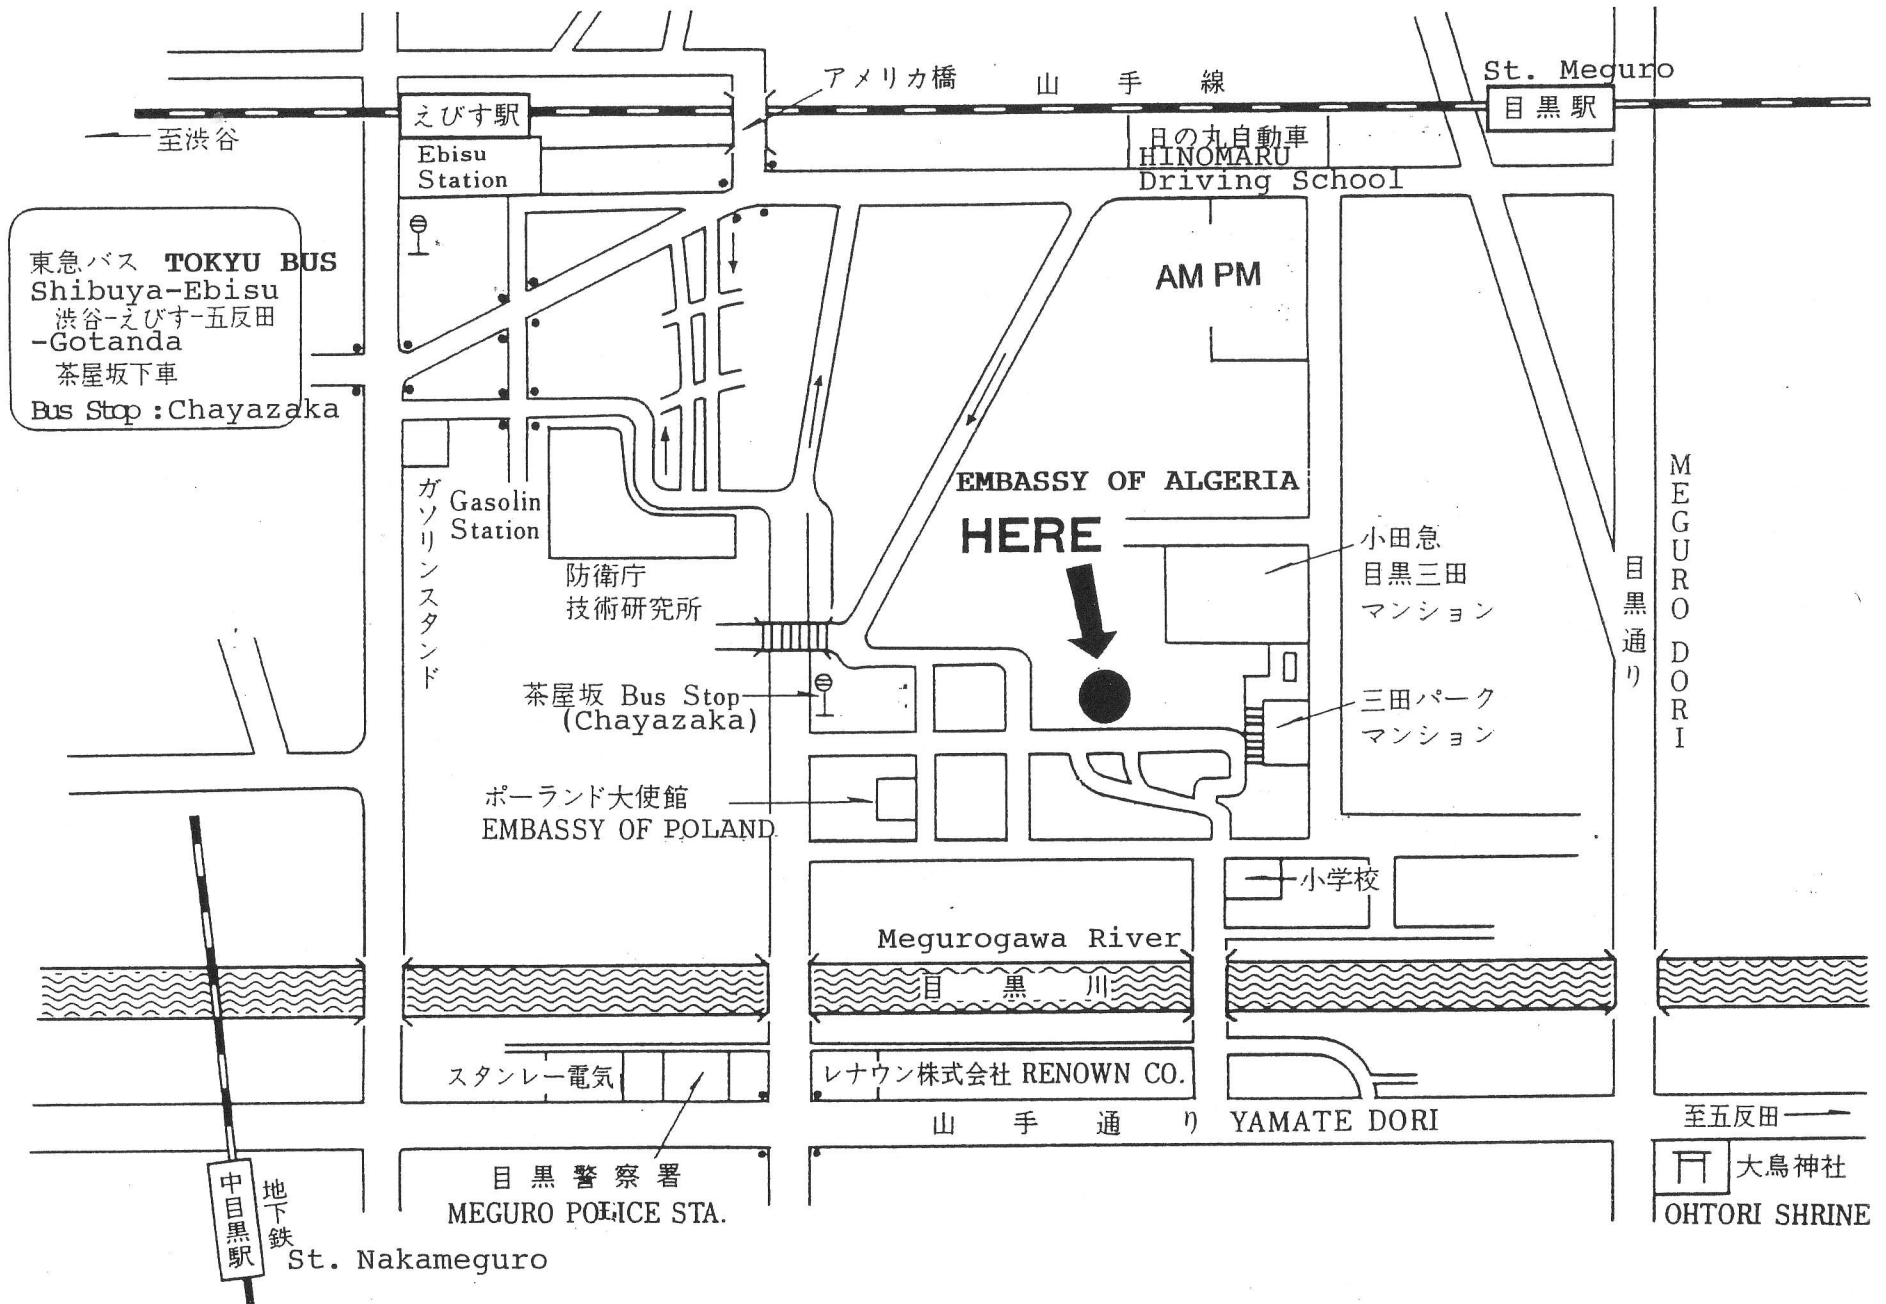 アメリカ橋
山手線
St. Meguro
えびす駅
目黒駅
至渋谷
Ebisu
Station
日の丸自動車
HINOMARU
Driving School
東急バス TOKYU BUS
Shibuya-Ebisu
渋谷-えびす-五反田
-Gotanda
茶屋坂下車
Bus Stop :Chayazaka
AM PM
EMBASSY OF ALGERIA
HERE
ガソリンスタンド
Gasolin
Station
防衛庁
技術研究所
小田急
目黒三田
マンション
目黒通り
MEGURO DORI
茶屋坂 Bus Stop
(Chayazaka)
三田パーク
マンション
ポーランド大使館
EMBASSY OF POLAND
小学校
Megurogawa River
目黒川
スタンレー電気
レナウン株式会社 RENOWN CO.
山手通り YAMATE DORI
至五反田
目黒警察署
MEGURO POLICE STA.
大鳥神社
OHTORI SHRINE
中目黒駅
地下鉄
St. Nakameguro